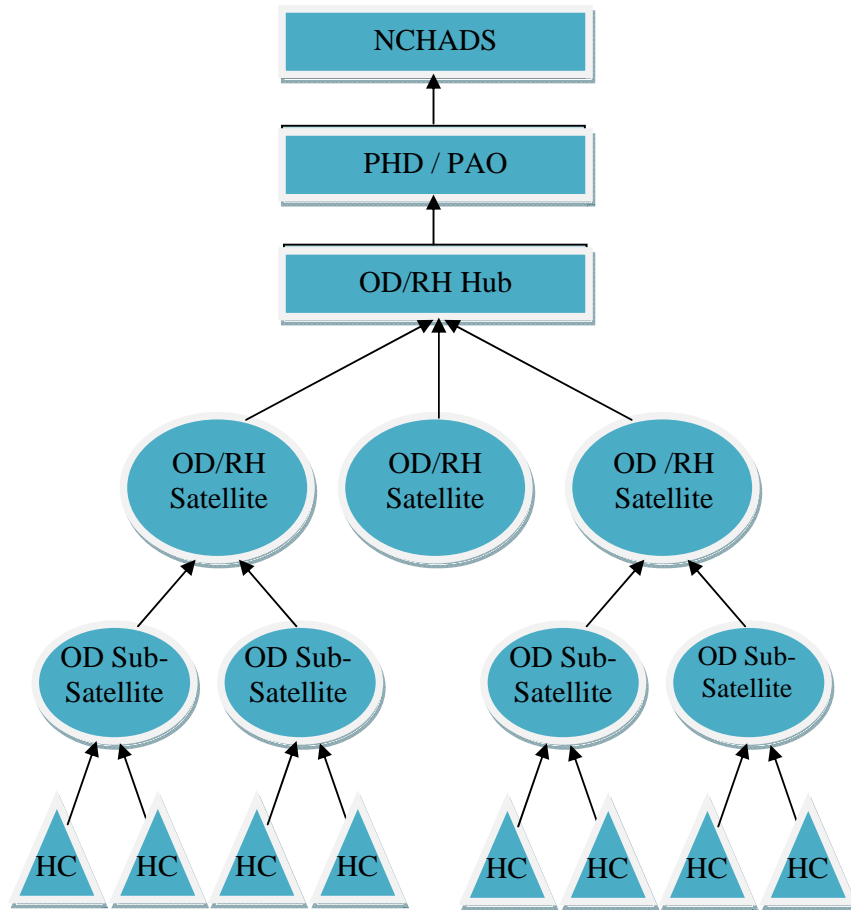 NCHADS
PHD / PAO
OD/RH Hub
OD/RH
Satellite
OD/RH
Satellite
OD /RH
Satellite
OD Sub-
Satellite
OD Sub-
Satellite
OD Sub-
Satellite
OD Sub-
Satellite
HC
HC
HC
HC
HC
HC
HC
HC